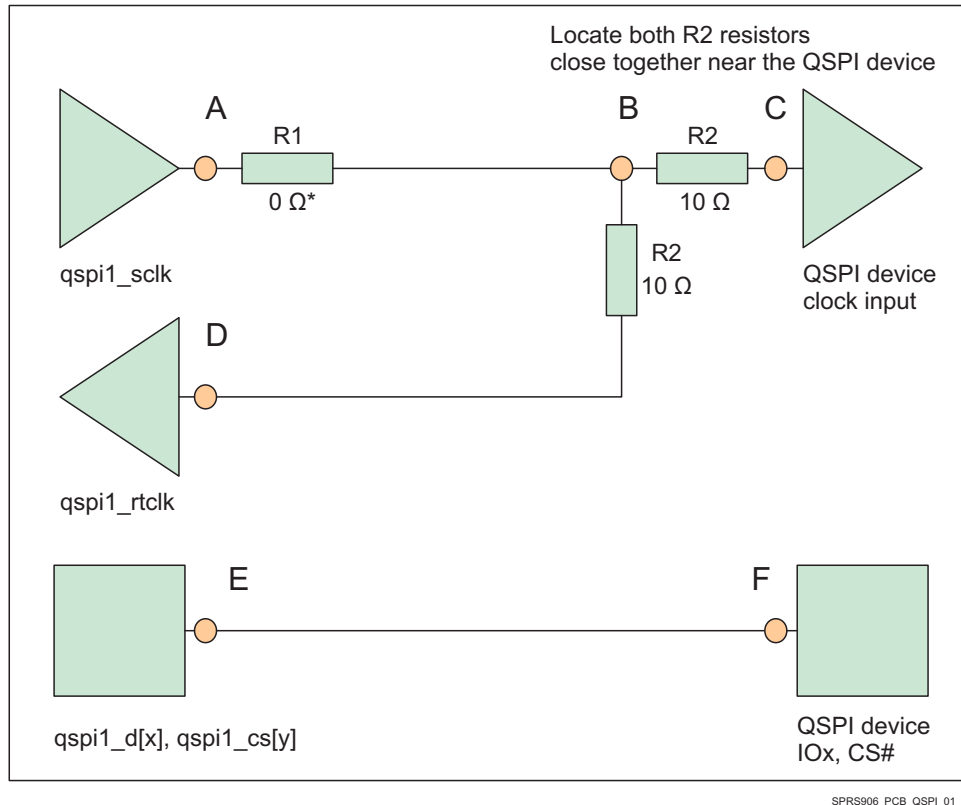 Locate both R2 resistors
close together near the QSPI device
A
R1
0 Ω*
B
R2
10 Ω
C
qspi1_sclk
R2
10 Ω
QSPI device
clock input
D
qspi1_rtclk
E
F
qspi1_d[x], qspi1_cs[y]
QSPI device
IOx, CS#
SPRS906_PCB_QSPI_01